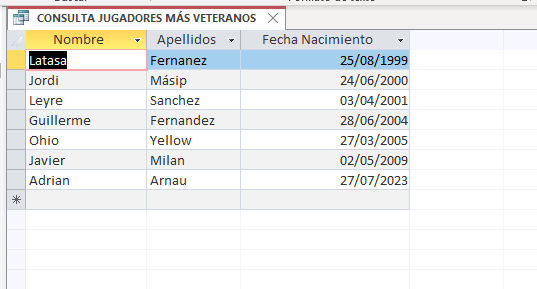 CONSULTA JUGADORES MÁS VETERANOS
Nombre Apellidos Fecha Nacimiento
Latasa Fernanez 25/08/1999
Jordi Másip 24/06/2000
Leyre Sanchez 03/04/2001
Guillerme Fernandez 28/06/2004
Ohio Yellow 27/03/2005
Javier Milan 02/05/2009
Adrian Arnau 27/07/2023